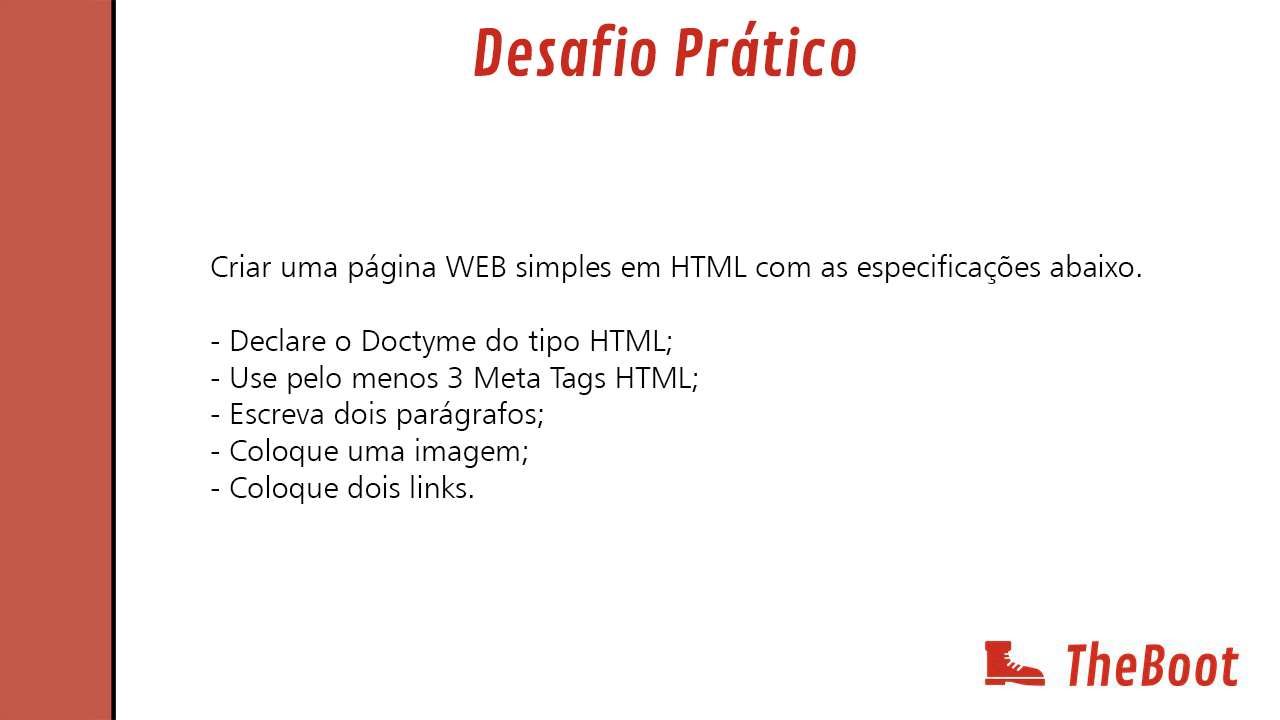 Desafio Prático
Criar uma página WEB simples em HTML com as especificações abaixo.
- Declare o Doctyme do tipo HTML;
- Use pelo menos 3 Meta Tags HTML;
- Escreva dois parágrafos;
- Coloque uma imagem;
- Coloque dois links.
TheBoot